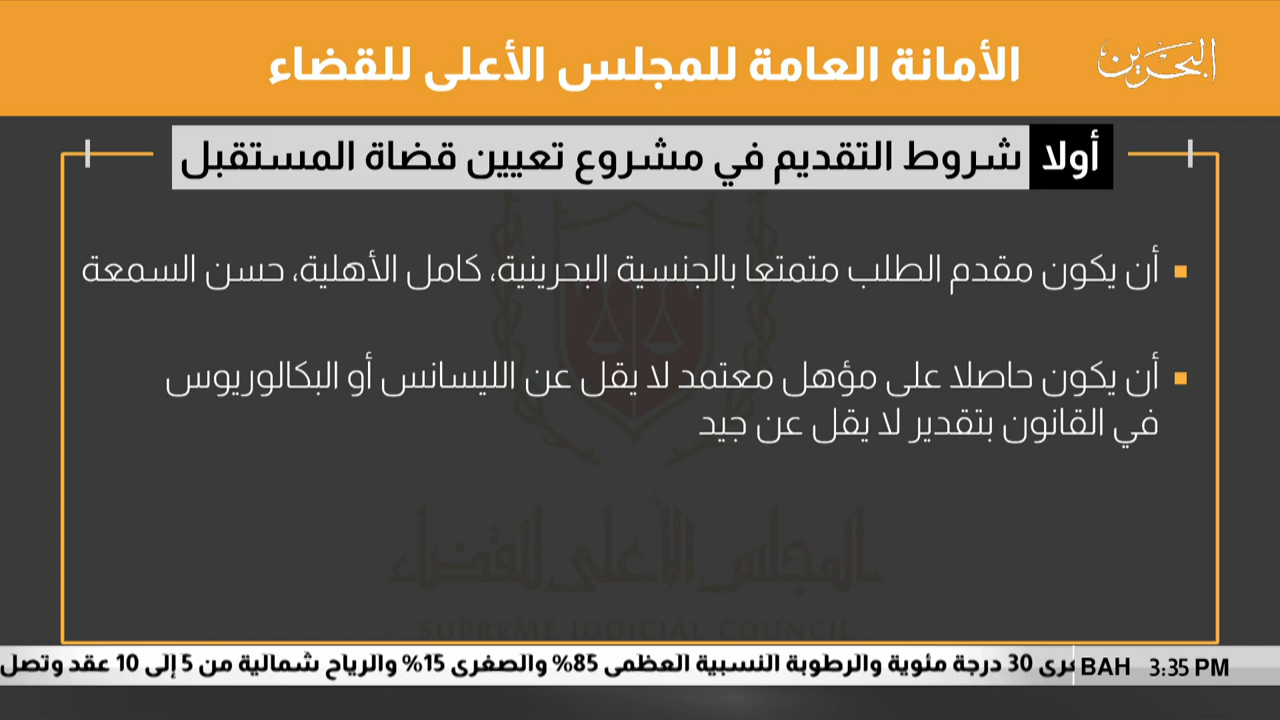 البحرين
الأمانة العامة للمجلس الأعلى للقضاء
أولا شروط التقديم في مشروع تعيين قضاة المستقبل
أن يكون مقدم الطلب متمتعا بالجنسية البحرينية، كامل الأهلية، حسن السمعة
أن يكون حاصلا على مؤهل معتمد لا يقل عن الليسانس أو البكالوريوس
في القانون بتقدير لا يقل عن جيد
المجلس الأعلى للقضاء
SUPREME JUDICIAL COUNCIL
30 درجة مئوية والرطوبة النسبية العظمى 85% والصغرى 15% والرياح شمالية من 5 إلى 10 عقد وتصل
BAH 3:35 PM